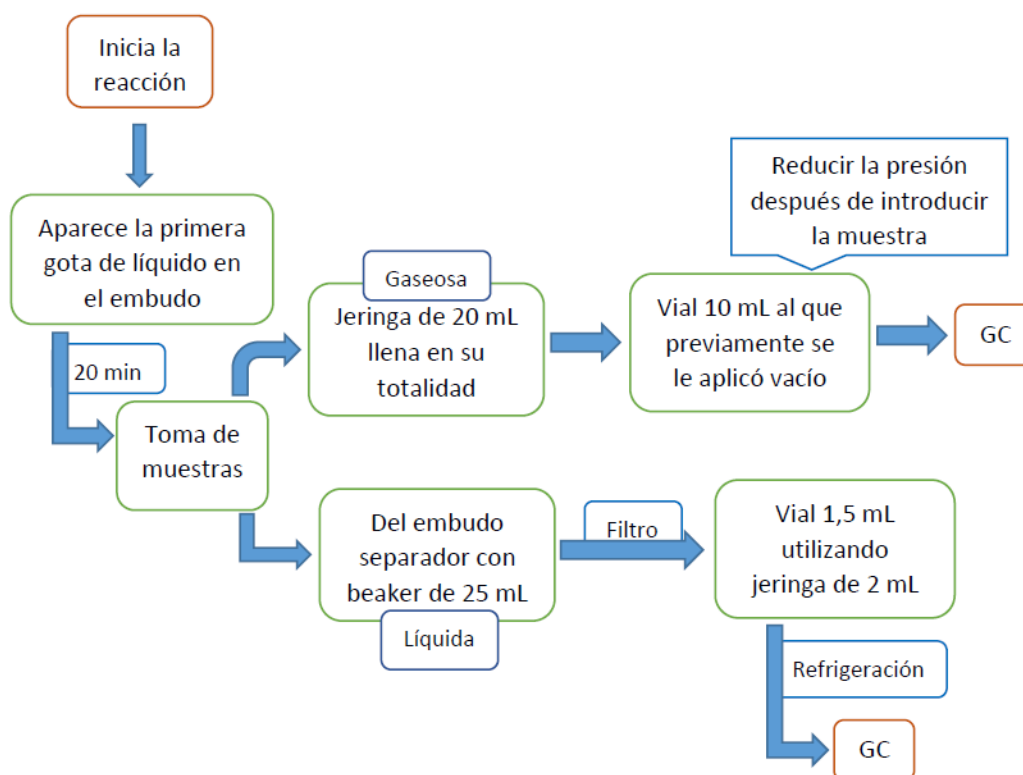 Inicia la
reacción
Aparece la primera
gota de líquido en
el embudo
20 min
Toma de
muestras
Gaseosa
Jeringa de 20 mL
llena en su
totalidad
Reducir la presión
después de introducir
la muestra
Vial 10 mL al que
previamente se
le aplicó vacío
GC
Del embudo
separador con
beaker de 25 mL
Líquida
Filtro
Vial 1,5 mL
utilizando
jeringa de 2 mL
Refrigeración
GC